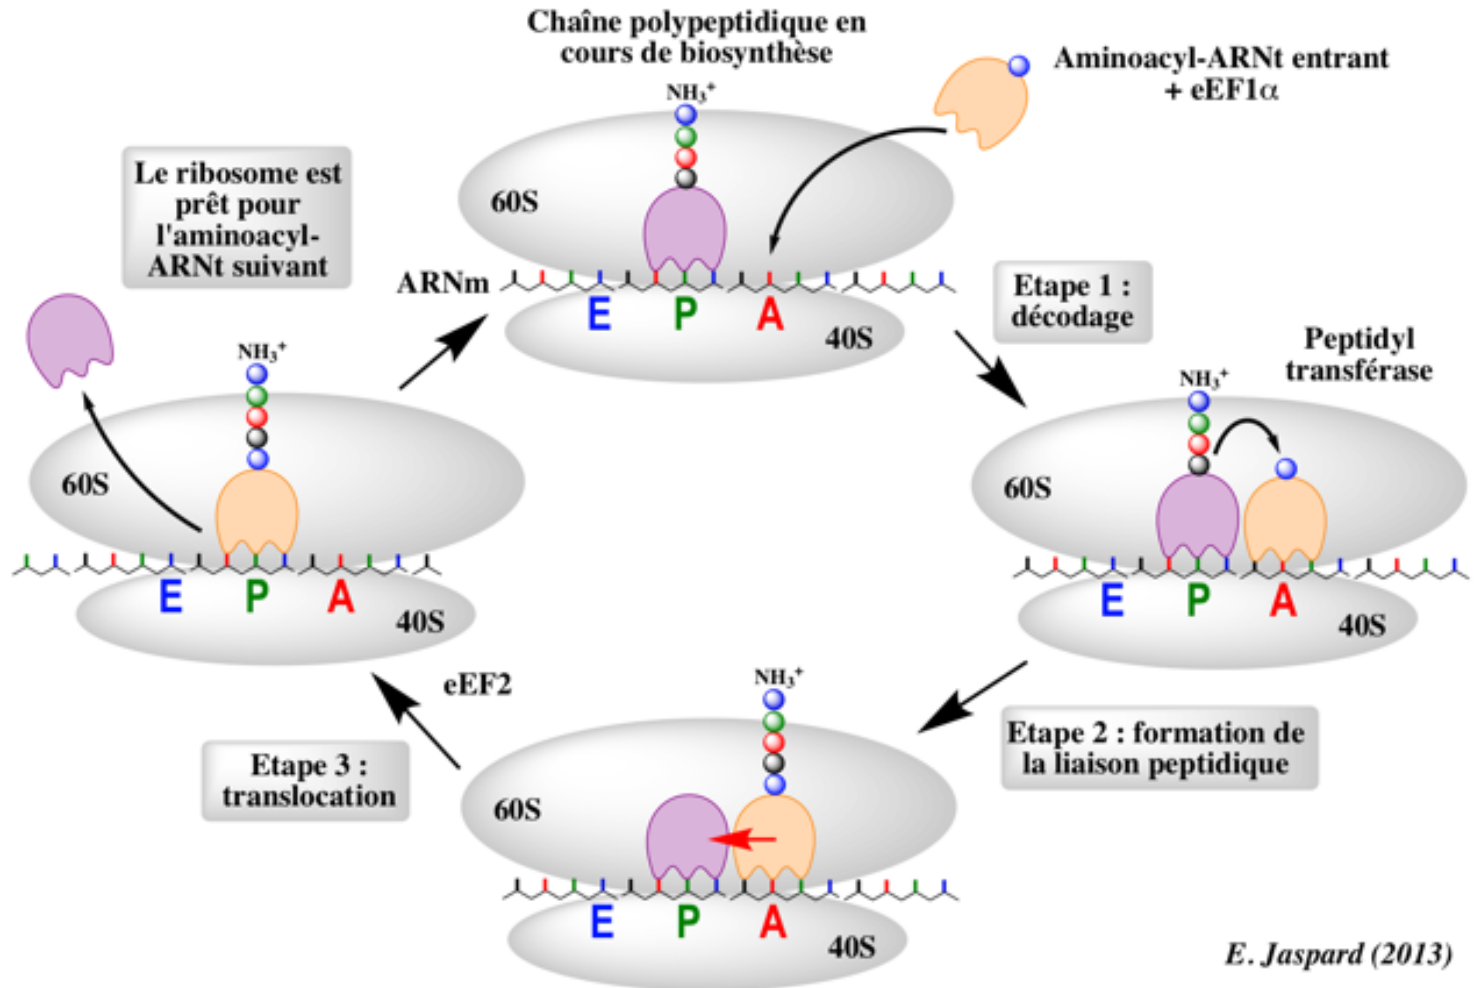 Chaîne polypeptidique en
cours de biosynthèse
Aminoacyl-ARNt entrant
+ eEF1α
NH3+
60S
ARNm
E P A
40S
Le ribosome est
prêt pour
l'aminoacyl-
ARNt suivant
Etape 1 :
décodage
Peptidyl
transférase
NH3+
60S
E P A
40S
NH3+
60S
E P A
40S
eEF2
Etape 2 : formation de
la liaison peptidique
Etape 3 :
translocation
NH3+
60S
E P A
40S
E. Jaspard (2013)